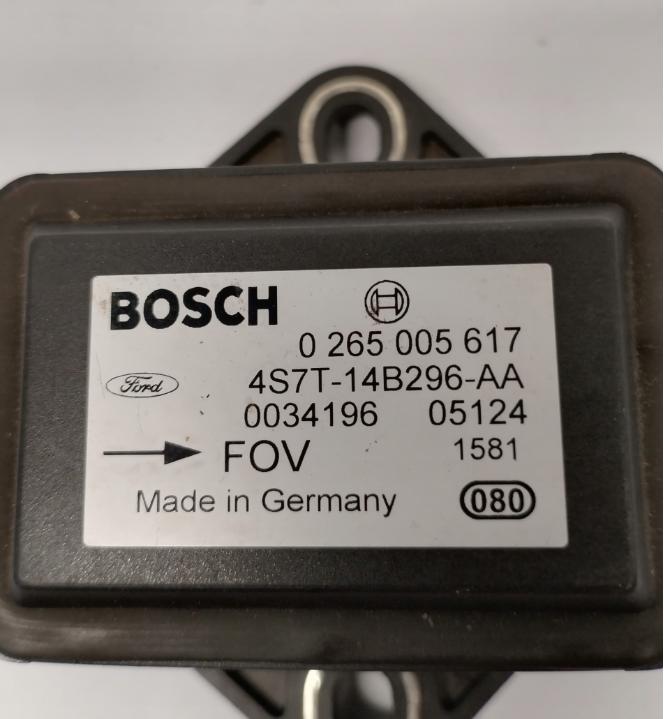 BOSCH
0 265 005 617
Ford 4S7T-14B296-AA
0034196 05124
FOV 1581
Made in Germany 080